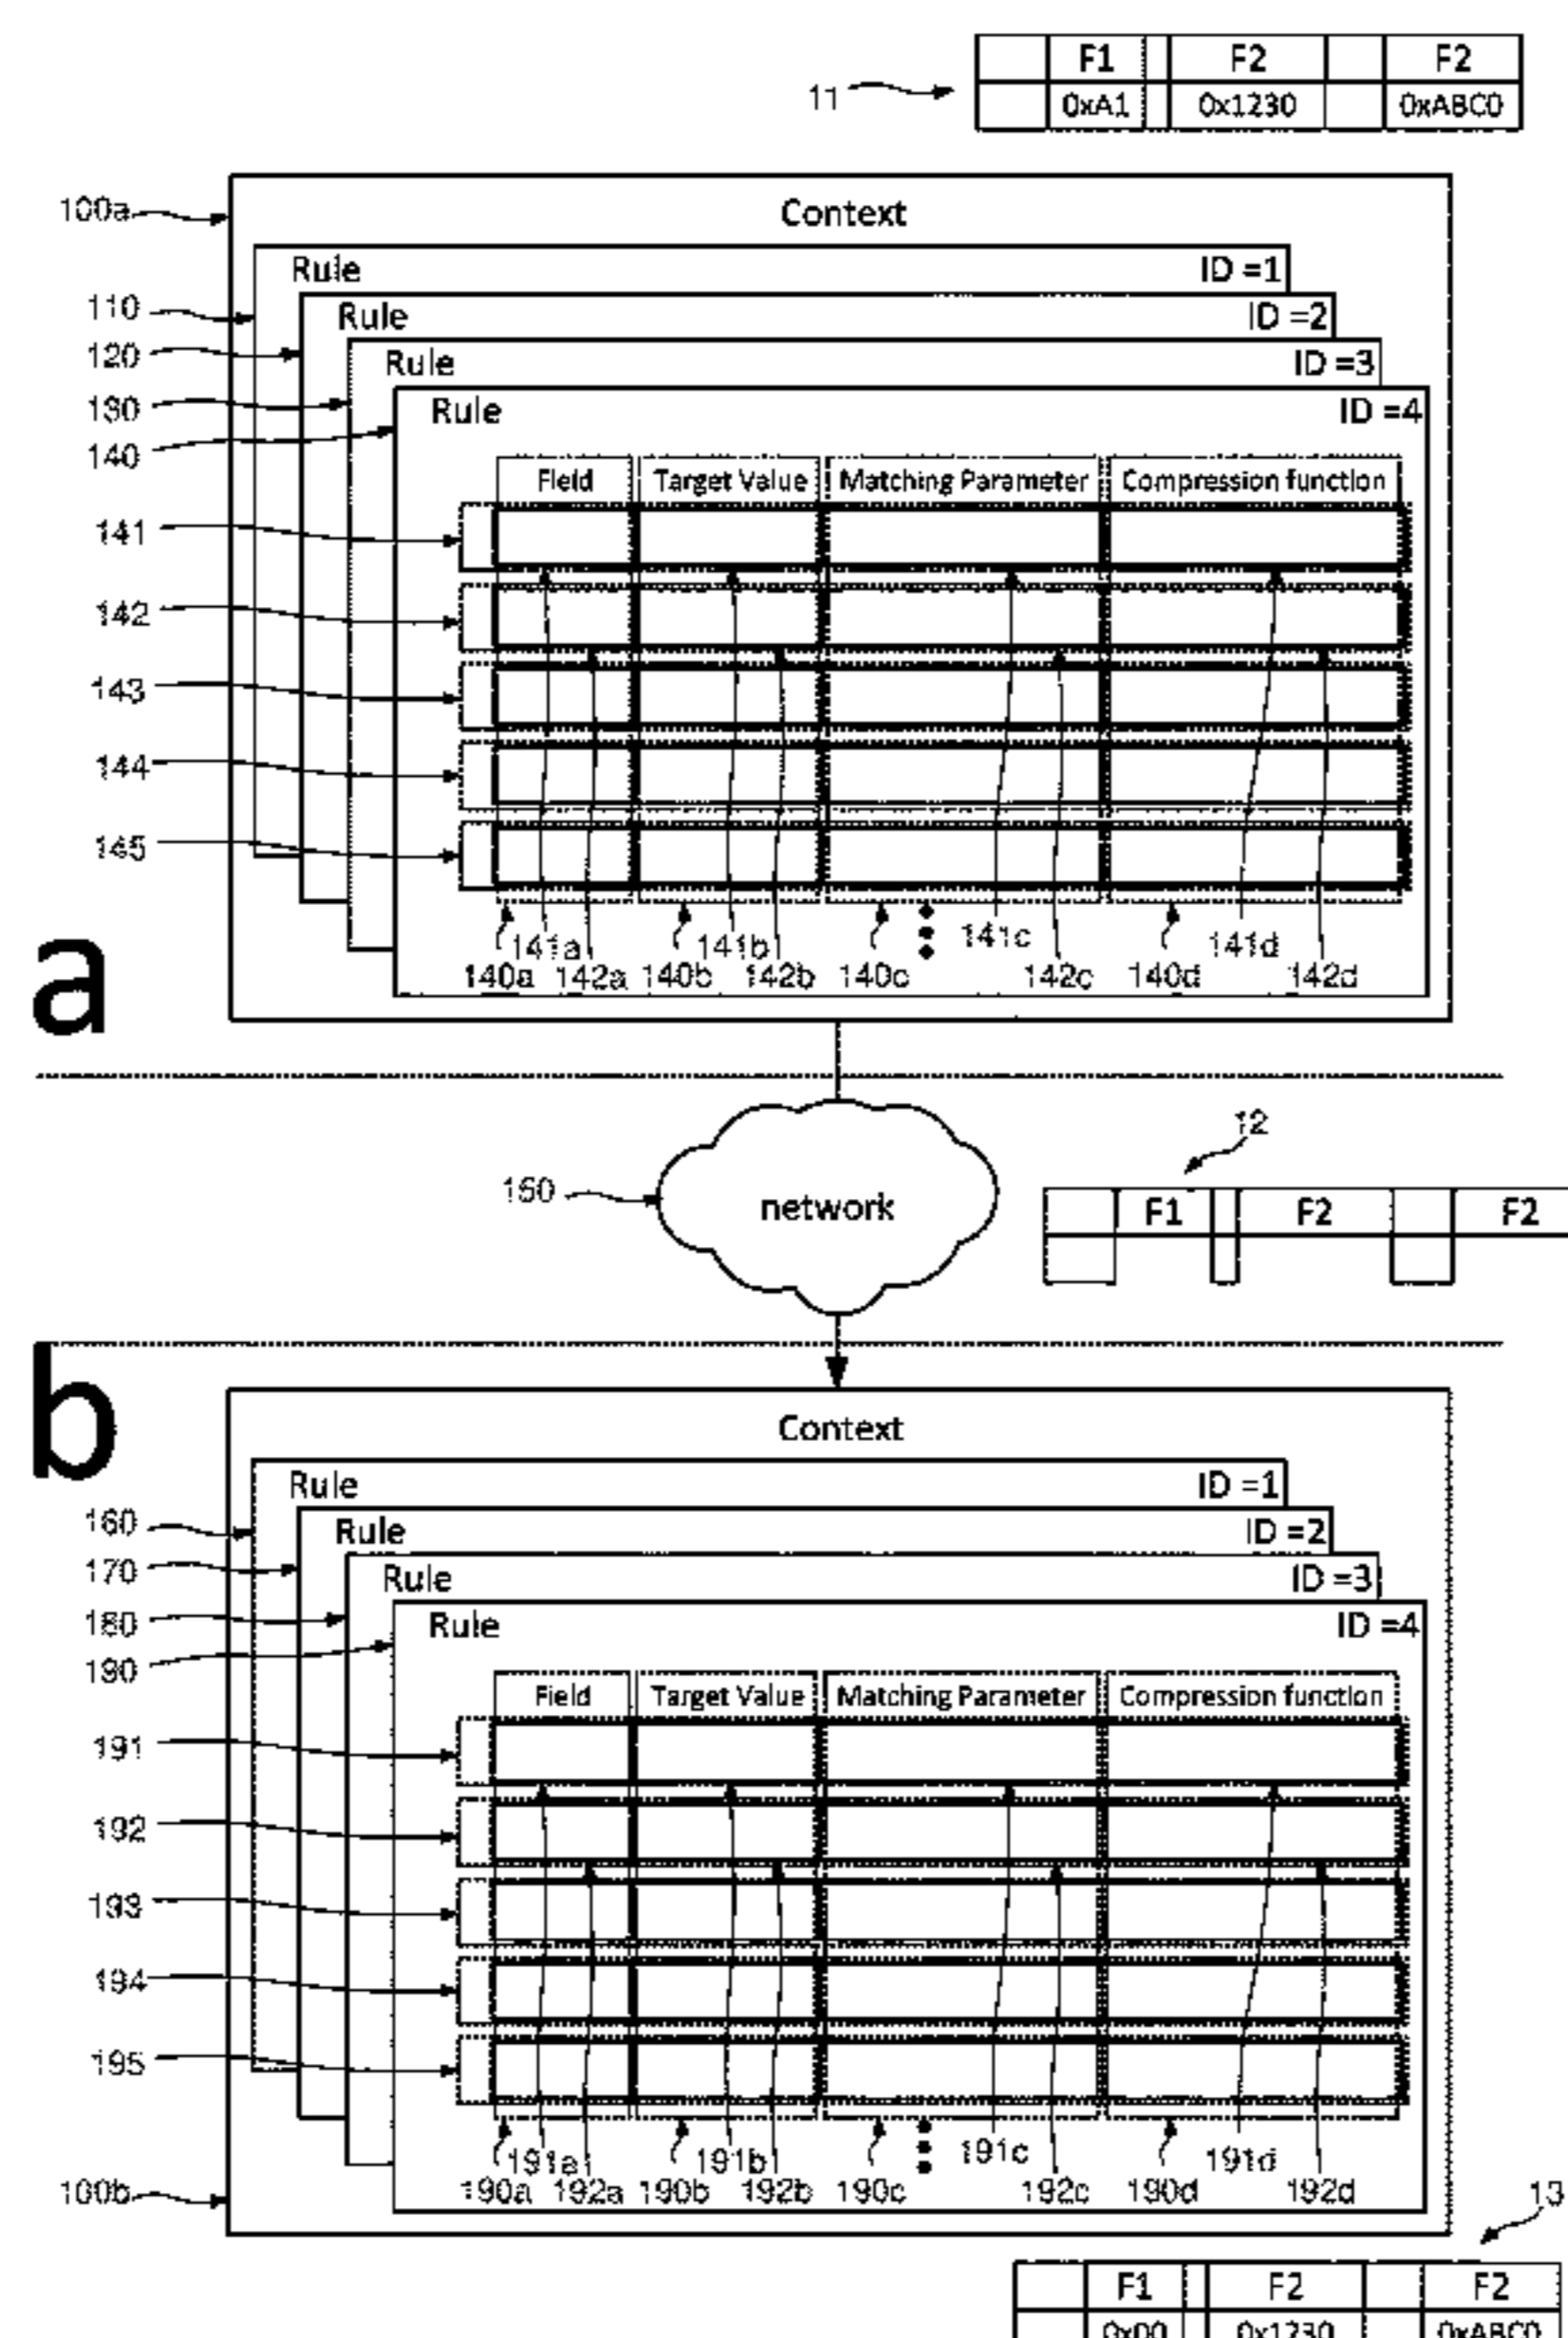 F1 F2 F2
11
0xA1 0x1230 0xABC0
100a
Context
Rule ID =1
110
Rule ID =2
120
Rule ID =3
130
Rule ID =4
140
Field Target Value Matching Parameter Compression function
141
142
143
144
145
141a 141b 141c 141d
140a 142a 140b 142b 140c 142c 140d 142d
a
12
150
network
F1 F2 F2
b
Context
Rule ID =1
160
Rule ID =2
170
Rule ID =3
180
Rule ID =4
190
Field Target Value Matching Parameter Compression function
191
192
193
194
195
191a 191b 191c 191d
190a 192a 190b 192b 190c 192c 190d 192d
100b
13
F1 F2 F2
0x00 0x1230 0xABC0